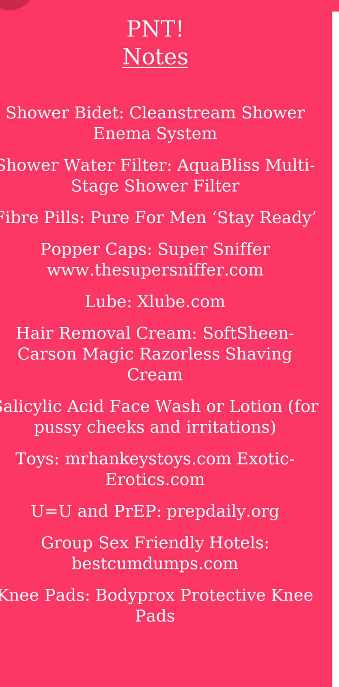 PNT!
Notes
Shower Bidet: Cleanstream Shower
Enema System
Shower Water Filter: AquaBliss Multi-
Stage Shower Filter
Fibre Pills: Pure For Men ‘Stay Ready’
Popper Caps: Super Sniffer
www.thesupersniffer.com
Lube: Xlube.com
Hair Removal Cream: SoftSheen-
Carson Magic Razorless Shaving
Cream
Salicylic Acid Face Wash or Lotion (for
pussy cheeks and irritations)
Toys: mrhankeystoys.com Exotic-
Erotics.com
U=U and PrEP: prepdaily.org
Group Sex Friendly Hotels:
bestcumdumps.com
Knee Pads: Bodyprox Protective Knee
Pads